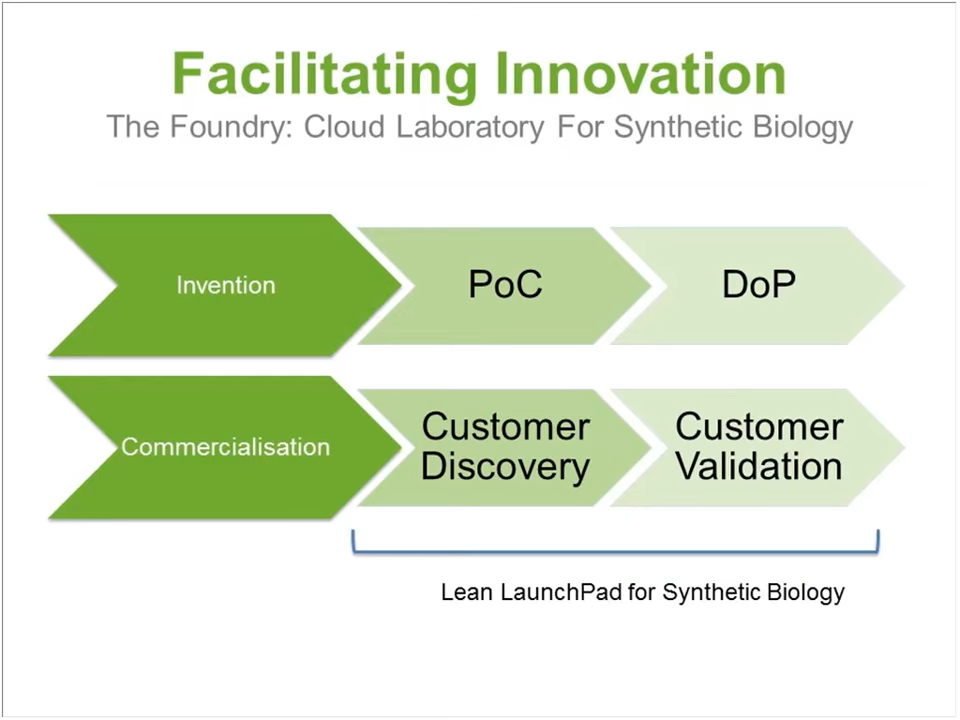 Facilitating Innovation
The Foundry: Cloud Laboratory For Synthetic Biology
Invention
PoC
DoP
Commercialisation
Customer
Discovery
Customer
Validation
Lean LaunchPad for Synthetic Biology